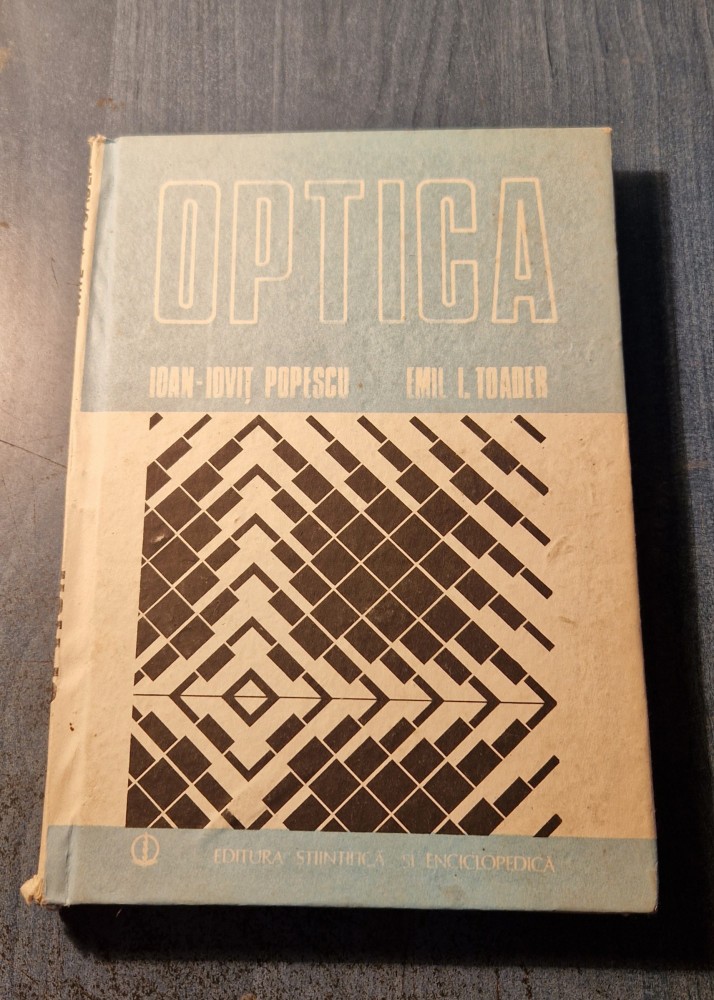 OPTICA
IOAN-IOVIȚ POPESCU EMIL I. TOADER
EDITURA ȘTIINȚIFICĂ ȘI ENCICLOPEDICĂ